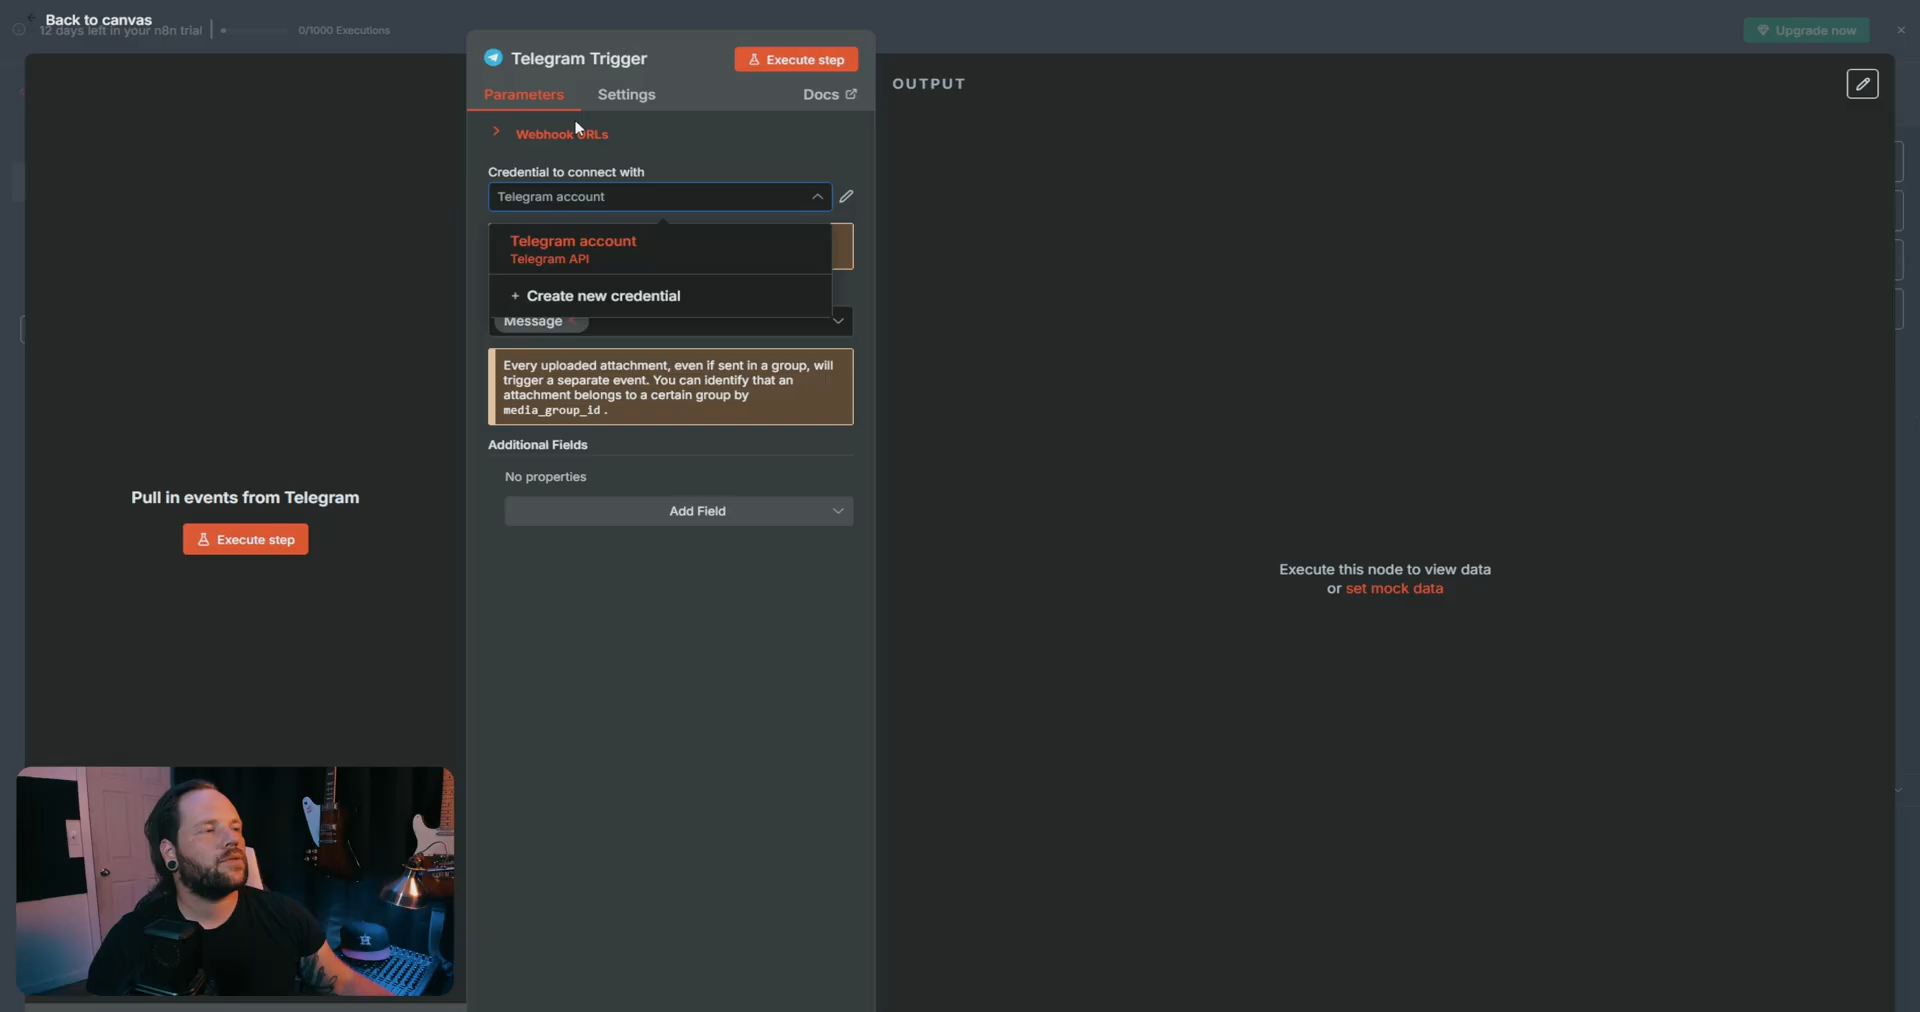 Back to canvas
12 days left in your n8n trial
0/1000 Executions
Upgrade now
Telegram Trigger
Execute step
Parameters
Settings
Docs
Webhook URLs
Credential to connect with
Telegram account
Telegram account
Telegram API
+ Create new credential
Message
Every uploaded attachment, even if sent in a group, will
trigger a separate event. You can identify that an
attachment belongs to a certain group by
media_group_id .
Additional Fields
No properties
Add Field
Pull in events from Telegram
Execute step
OUTPUT
Execute this node to view data
or set mock data